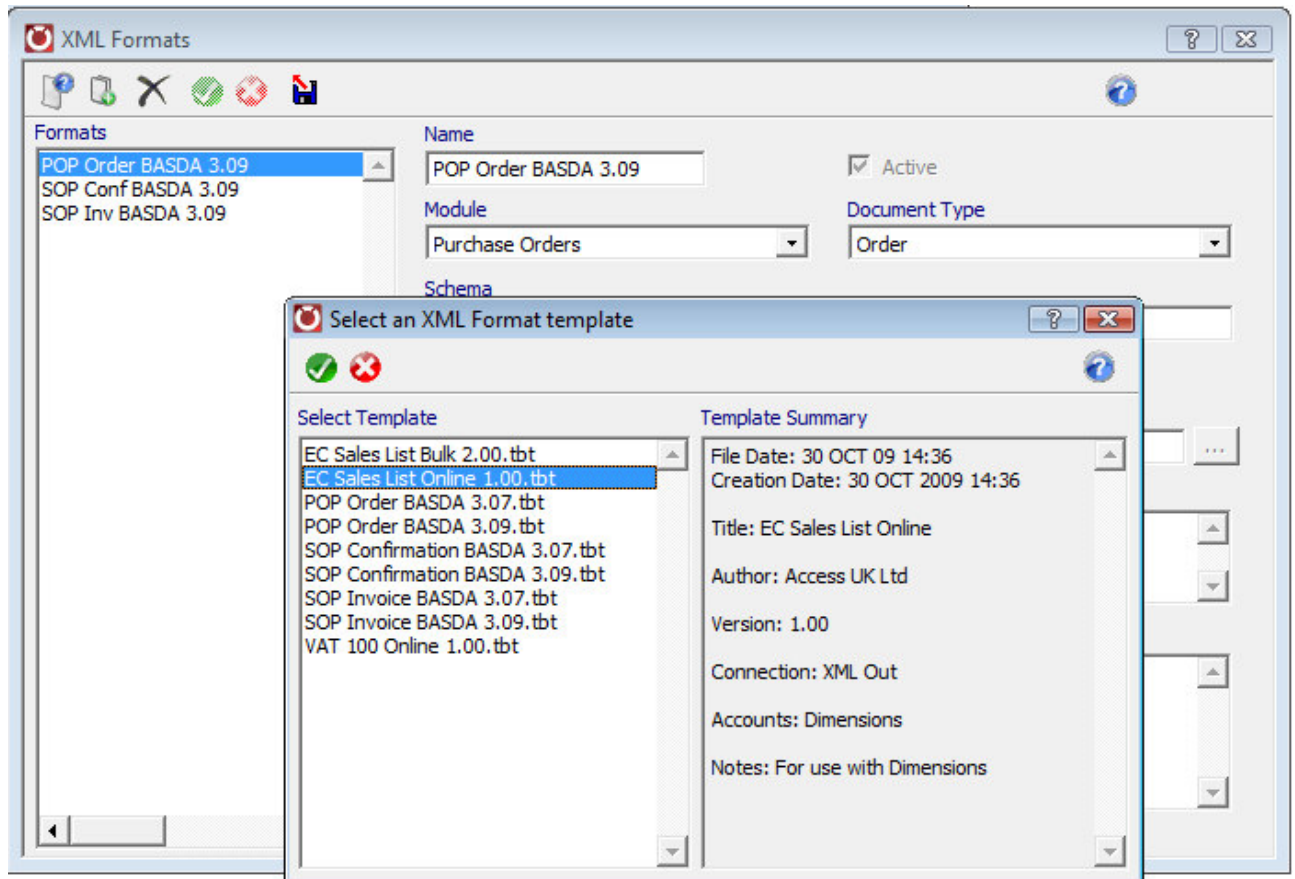 XML Formats
Formats
POP Order BASDA 3.09
SOP Conf BASDA 3.09
SOP Inv BASDA 3.09
Name
POP Order BASDA 3.09
Active
Module
Purchase Orders
Document Type
Order
Schema
Select an XML Format template
Select Template
EC Sales List Bulk 2.00.tbt
EC Sales List Online 1.00.tbt
POP Order BASDA 3.07.tbt
POP Order BASDA 3.09.tbt
SOP Confirmation BASDA 3.07.tbt
SOP Confirmation BASDA 3.09.tbt
SOP Invoice BASDA 3.07.tbt
SOP Invoice BASDA 3.09.tbt
VAT 100 Online 1.00.tbt
Template Summary
File Date: 30 OCT 09 14:36
Creation Date: 30 OCT 2009 14:36
Title: EC Sales List Online
Author: Access UK Ltd
Version: 1.00
Connection: XML Out
Accounts: Dimensions
Notes: For use with Dimensions
...